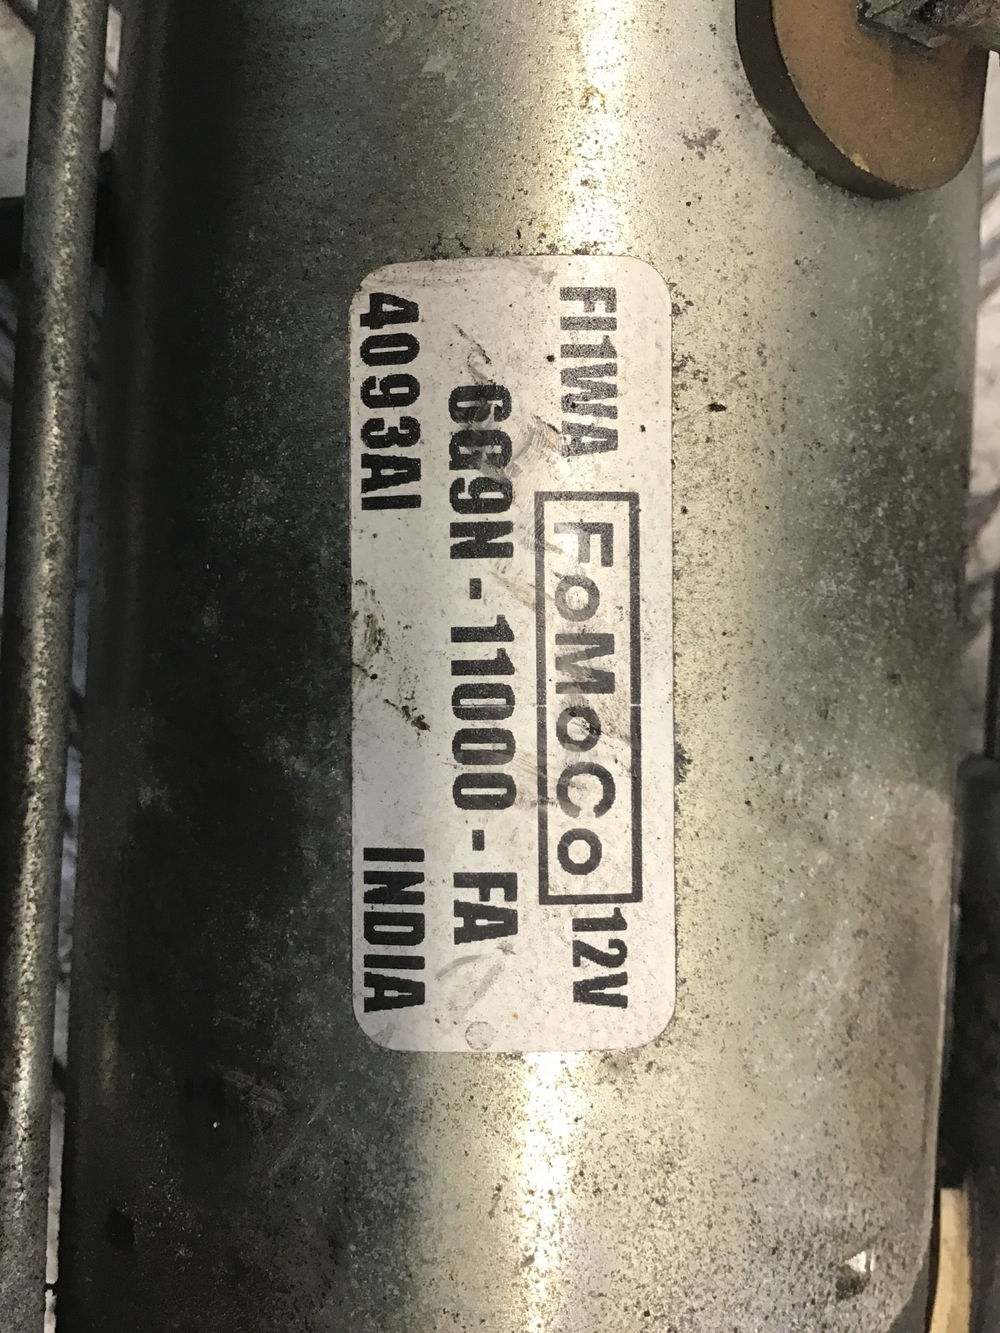 F11WA FoMoCo 12V
6G9N-11000-FA
4093AI INDIA